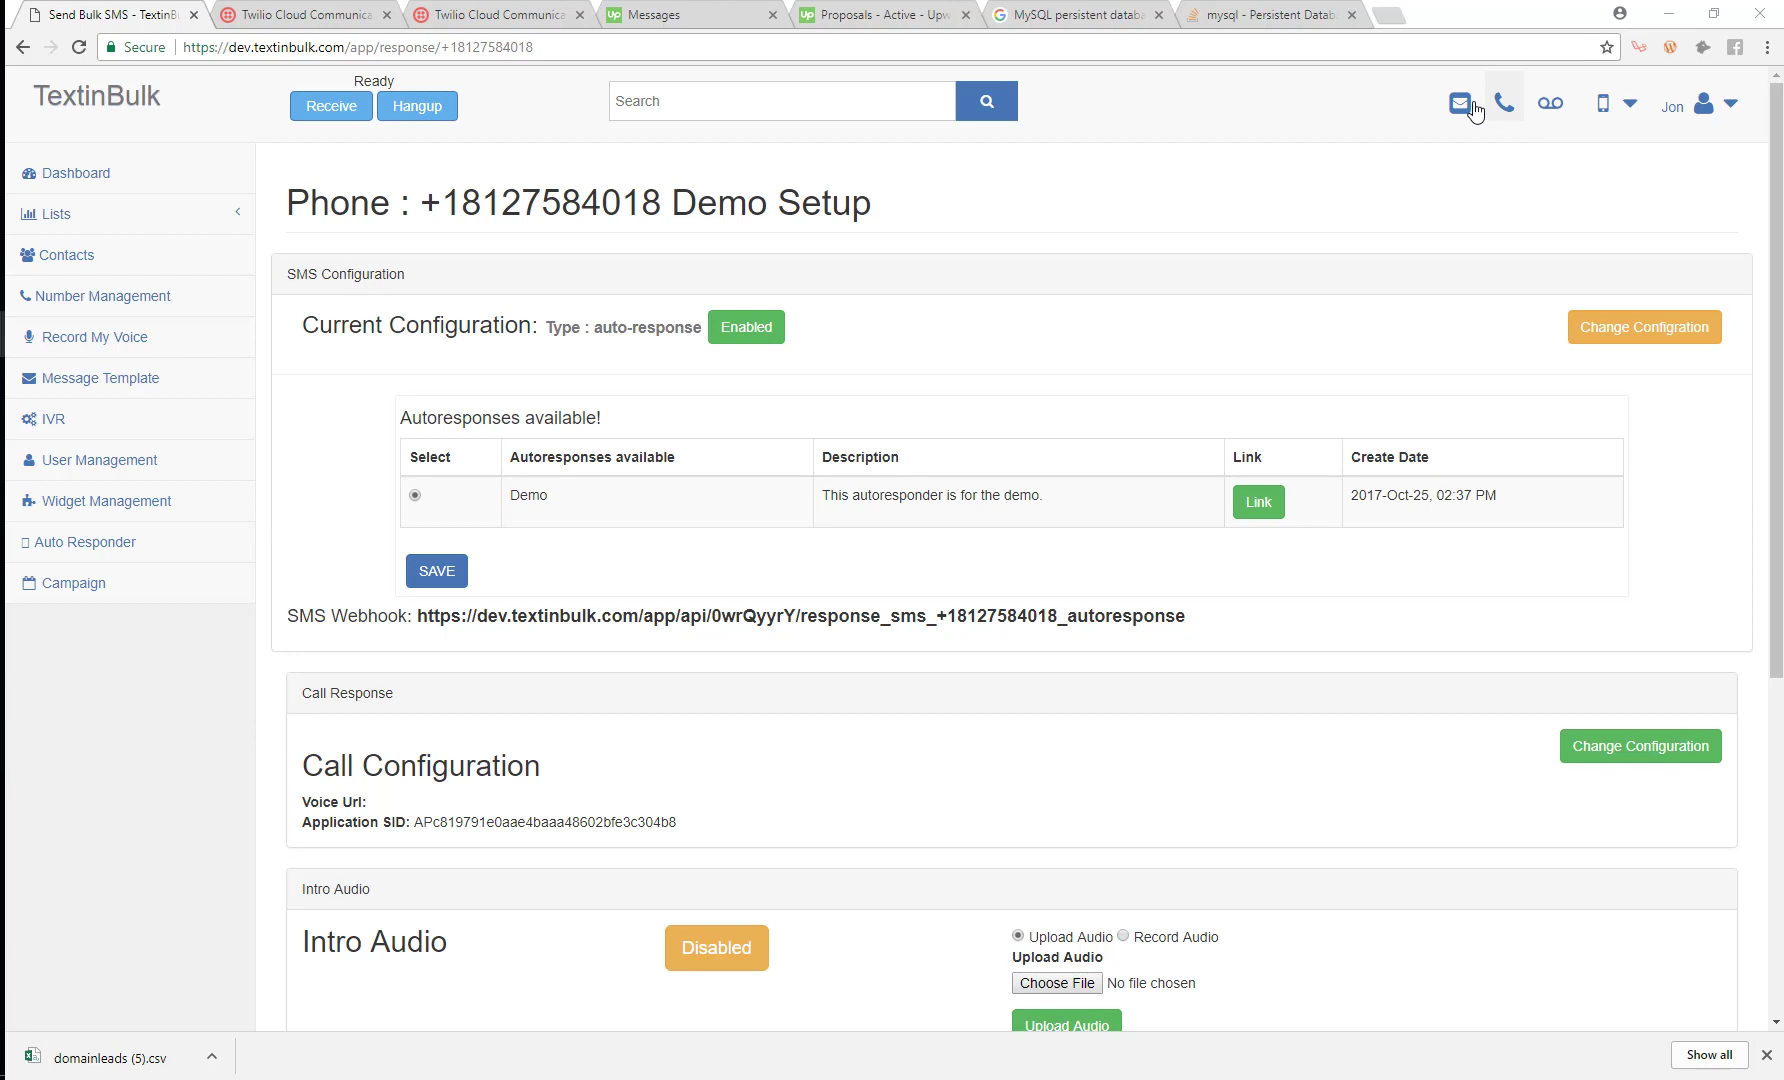 Send Bulk SMS - TextinBu
Twilio Cloud Communica
Twilio Cloud Communica
Up Messages
Up Proposals - Active - Upw
MySQL persistent databa
mysql - Persistent Datab
Secure https://dev.textinbulk.com/app/response/+18127584018
TextinBulk
Ready
Receive
Hangup
Search
Jon
Dashboard
Lists
Contacts
Number Management
Record My Voice
Message Template
IVR
User Management
Widget Management
Auto Responder
Campaign
Phone : +18127584018 Demo Setup
SMS Configuration
Current Configuration: Type : auto-response Enabled
Change Configration
Autoresponses available!
Select Autoresponses available Description Link Create Date
Demo This autoresponder is for the demo. Link 2017-Oct-25, 02:37 PM
SAVE
SMS Webhook: https://dev.textinbulk.com/app/api/0wrQyyrY/response_sms_+18127584018_autoresponse
Call Response
Change Configuration
Call Configuration
Voice Url:
Application SID: APc819791e0aae4baaa48602bfe3c304b8
Intro Audio
Intro Audio
Disabled
Upload Audio Record Audio
Upload Audio
Choose File No file chosen
Upload Audio
domainleads (5).csv
Show all